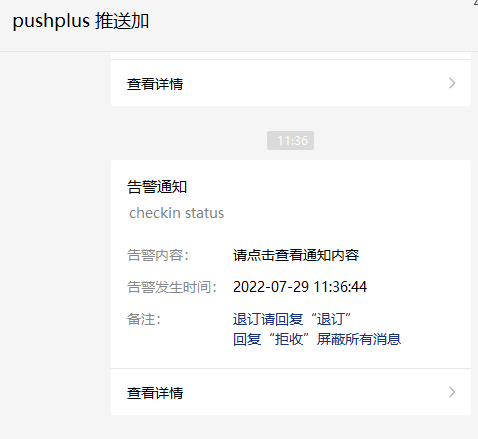 pushplus 推送加
查看详情
11:36
告警通知
checkin status
告警内容： 请点击查看通知内容
告警发生时间： 2022-07-29 11:36:44
备注： 退订请回复“退订”
回复“拒收”屏蔽所有消息
查看详情